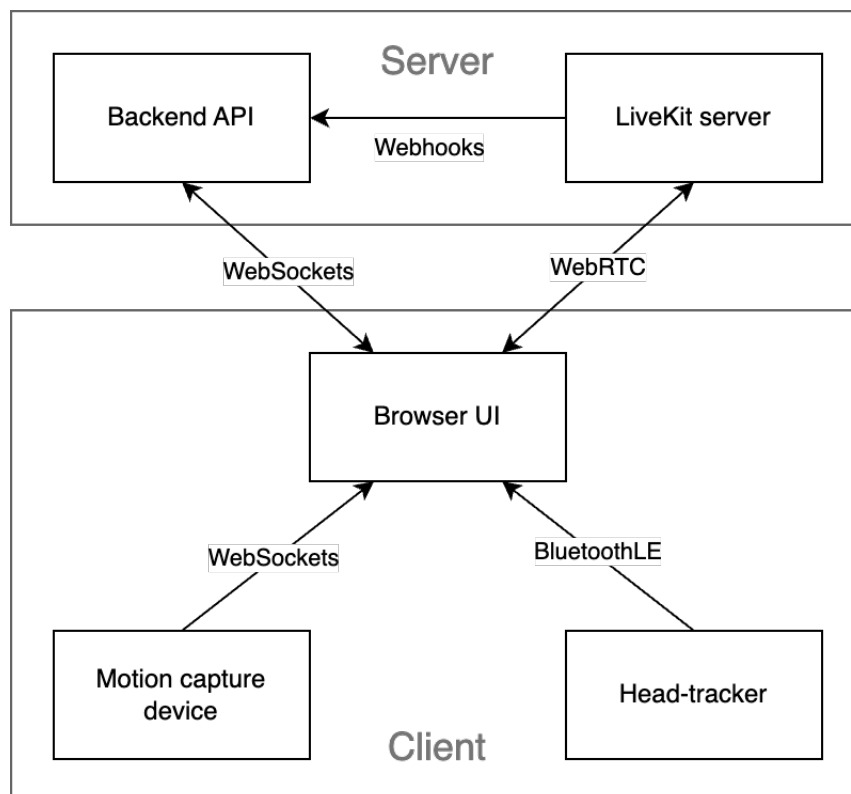 Server
Backend API
LiveKit server
Webhooks
WebSockets
WebRTC
Browser UI
WebSockets
BluetoothLE
Motion capture
device
Head-tracker
Client